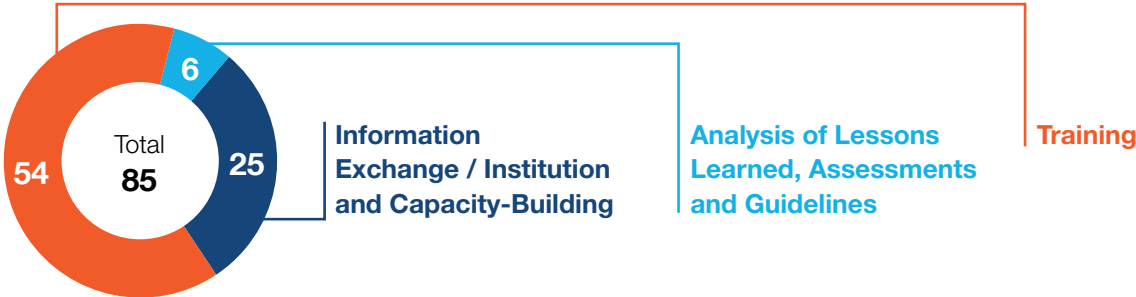 6
Total
85
54
25
Information
Exchange / Institution
and Capacity-Building
Analysis of Lessons
Learned, Assessments
and Guidelines
Training